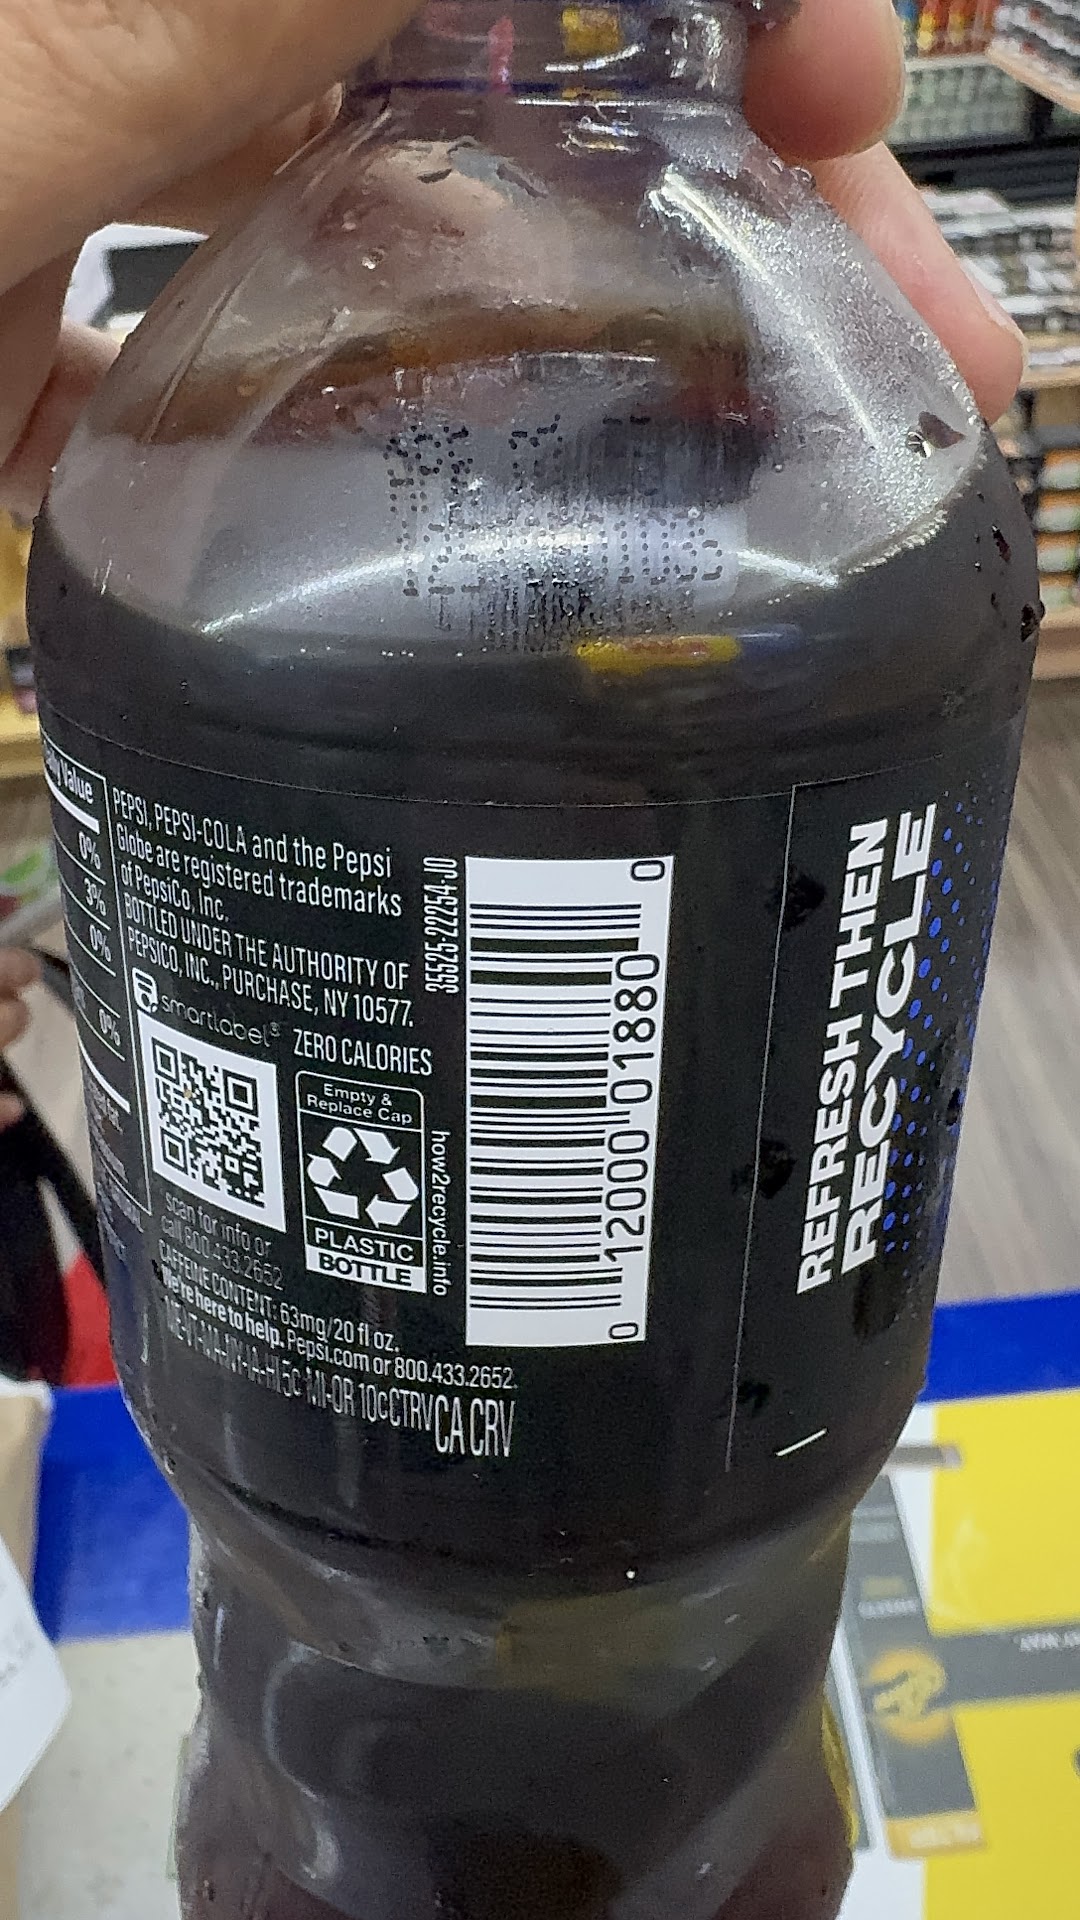 Daily Value
0%
3%
0%
0%
PEPSI, PEPSI-COLA and the Pepsi
Globe are registered trademarks
of PepsiCo, Inc.
BOTTLED UNDER THE AUTHORITY OF
PEPSICO, INC., PURCHASE, NY 10577.
smartlabel®
ZERO CALORIES
Empty &
Replace Cap
PLASTIC
BOTTLE
how2recycle.info
scan for info or
call 800.433.2652
CAFFEINE CONTENT: 63mg/20 fl oz.
We're here to help. Pepsi.com or 800.433.2652.
ME-VT-MA-NY-IA-HI 5¢ MI-OR 10¢ CTRV CA CRV
35525-22254-J0
0 12000 01880 0
REFRESH THEN
RECYCLE